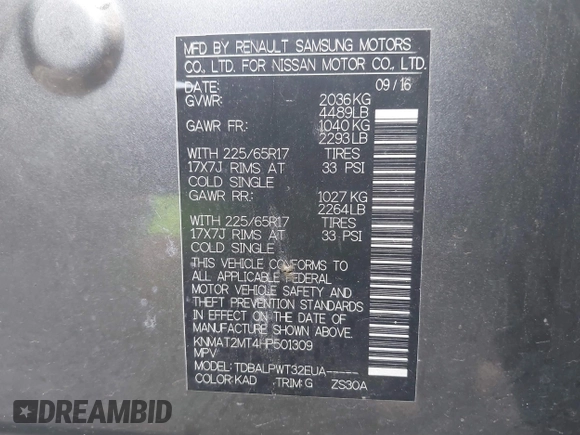 MFD BY RENAULT SAMSUNG MOTORS
CO., LTD. FOR NISSAN MOTOR CO., LTD.
DATE: 09/16
GVWR: 2036KG
4489LB
GAWR FR: 1040KG
2293LB
WITH 225/65R17 TIRES
17X7J RIMS AT 33 PSI
COLD SINGLE
GAWR RR: 1027KG
2264LB
WITH 225/65R17 TIRES
17X7J RIMS AT 33 PSI
COLD SINGLE
THIS VEHICLE CONFORMS TO
ALL APPLICABLE FEDERAL
MOTOR VEHICLE SAFETY AND
THEFT PREVENTION STANDARDS
IN EFFECT ON THE DATE OF
MANUFACTURE SHOWN ABOVE.
KNMAT2MT4HP501309
MPV
MODEL: TDBALPWT32EUA-----
COLOR: KAD TRIM: G ZS30A
DREAMBID